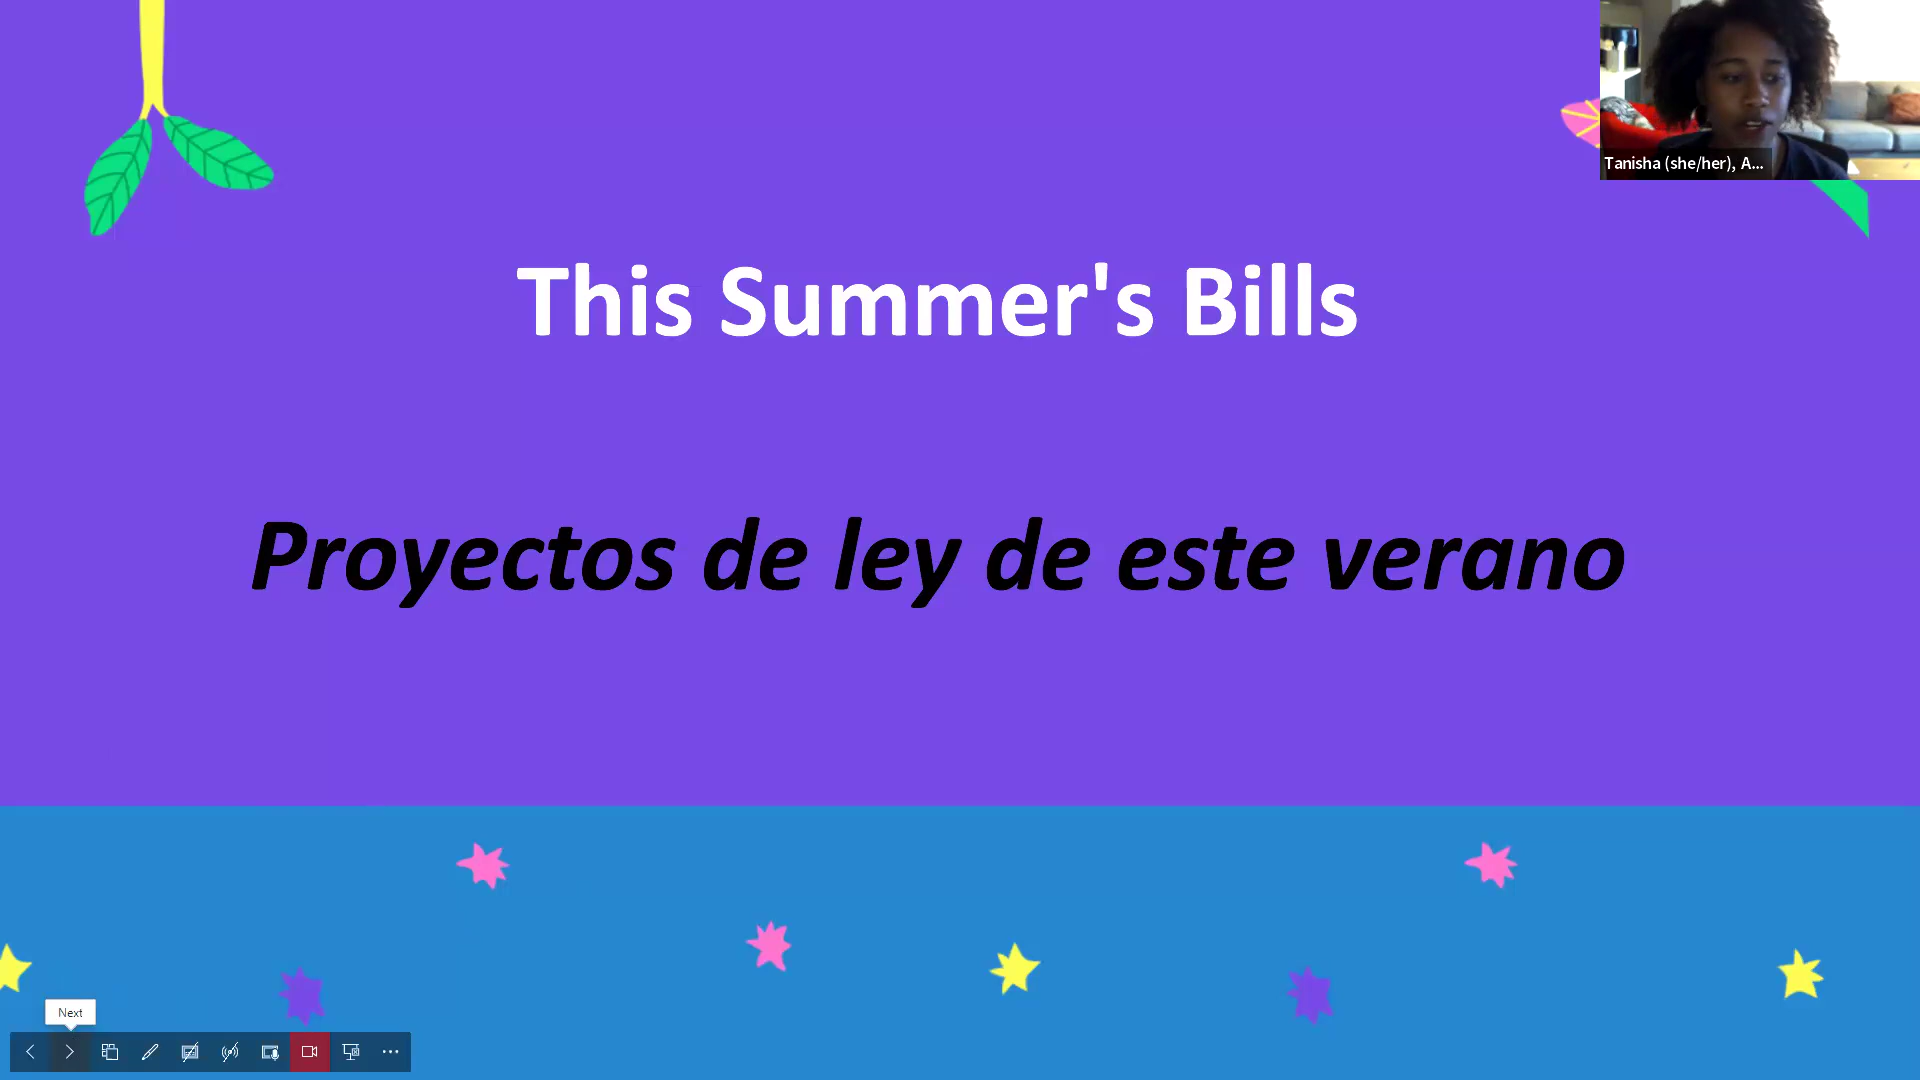 Tanisha (she/her), A...
This Summer's Bills
Proyectos de ley de este verano
Next